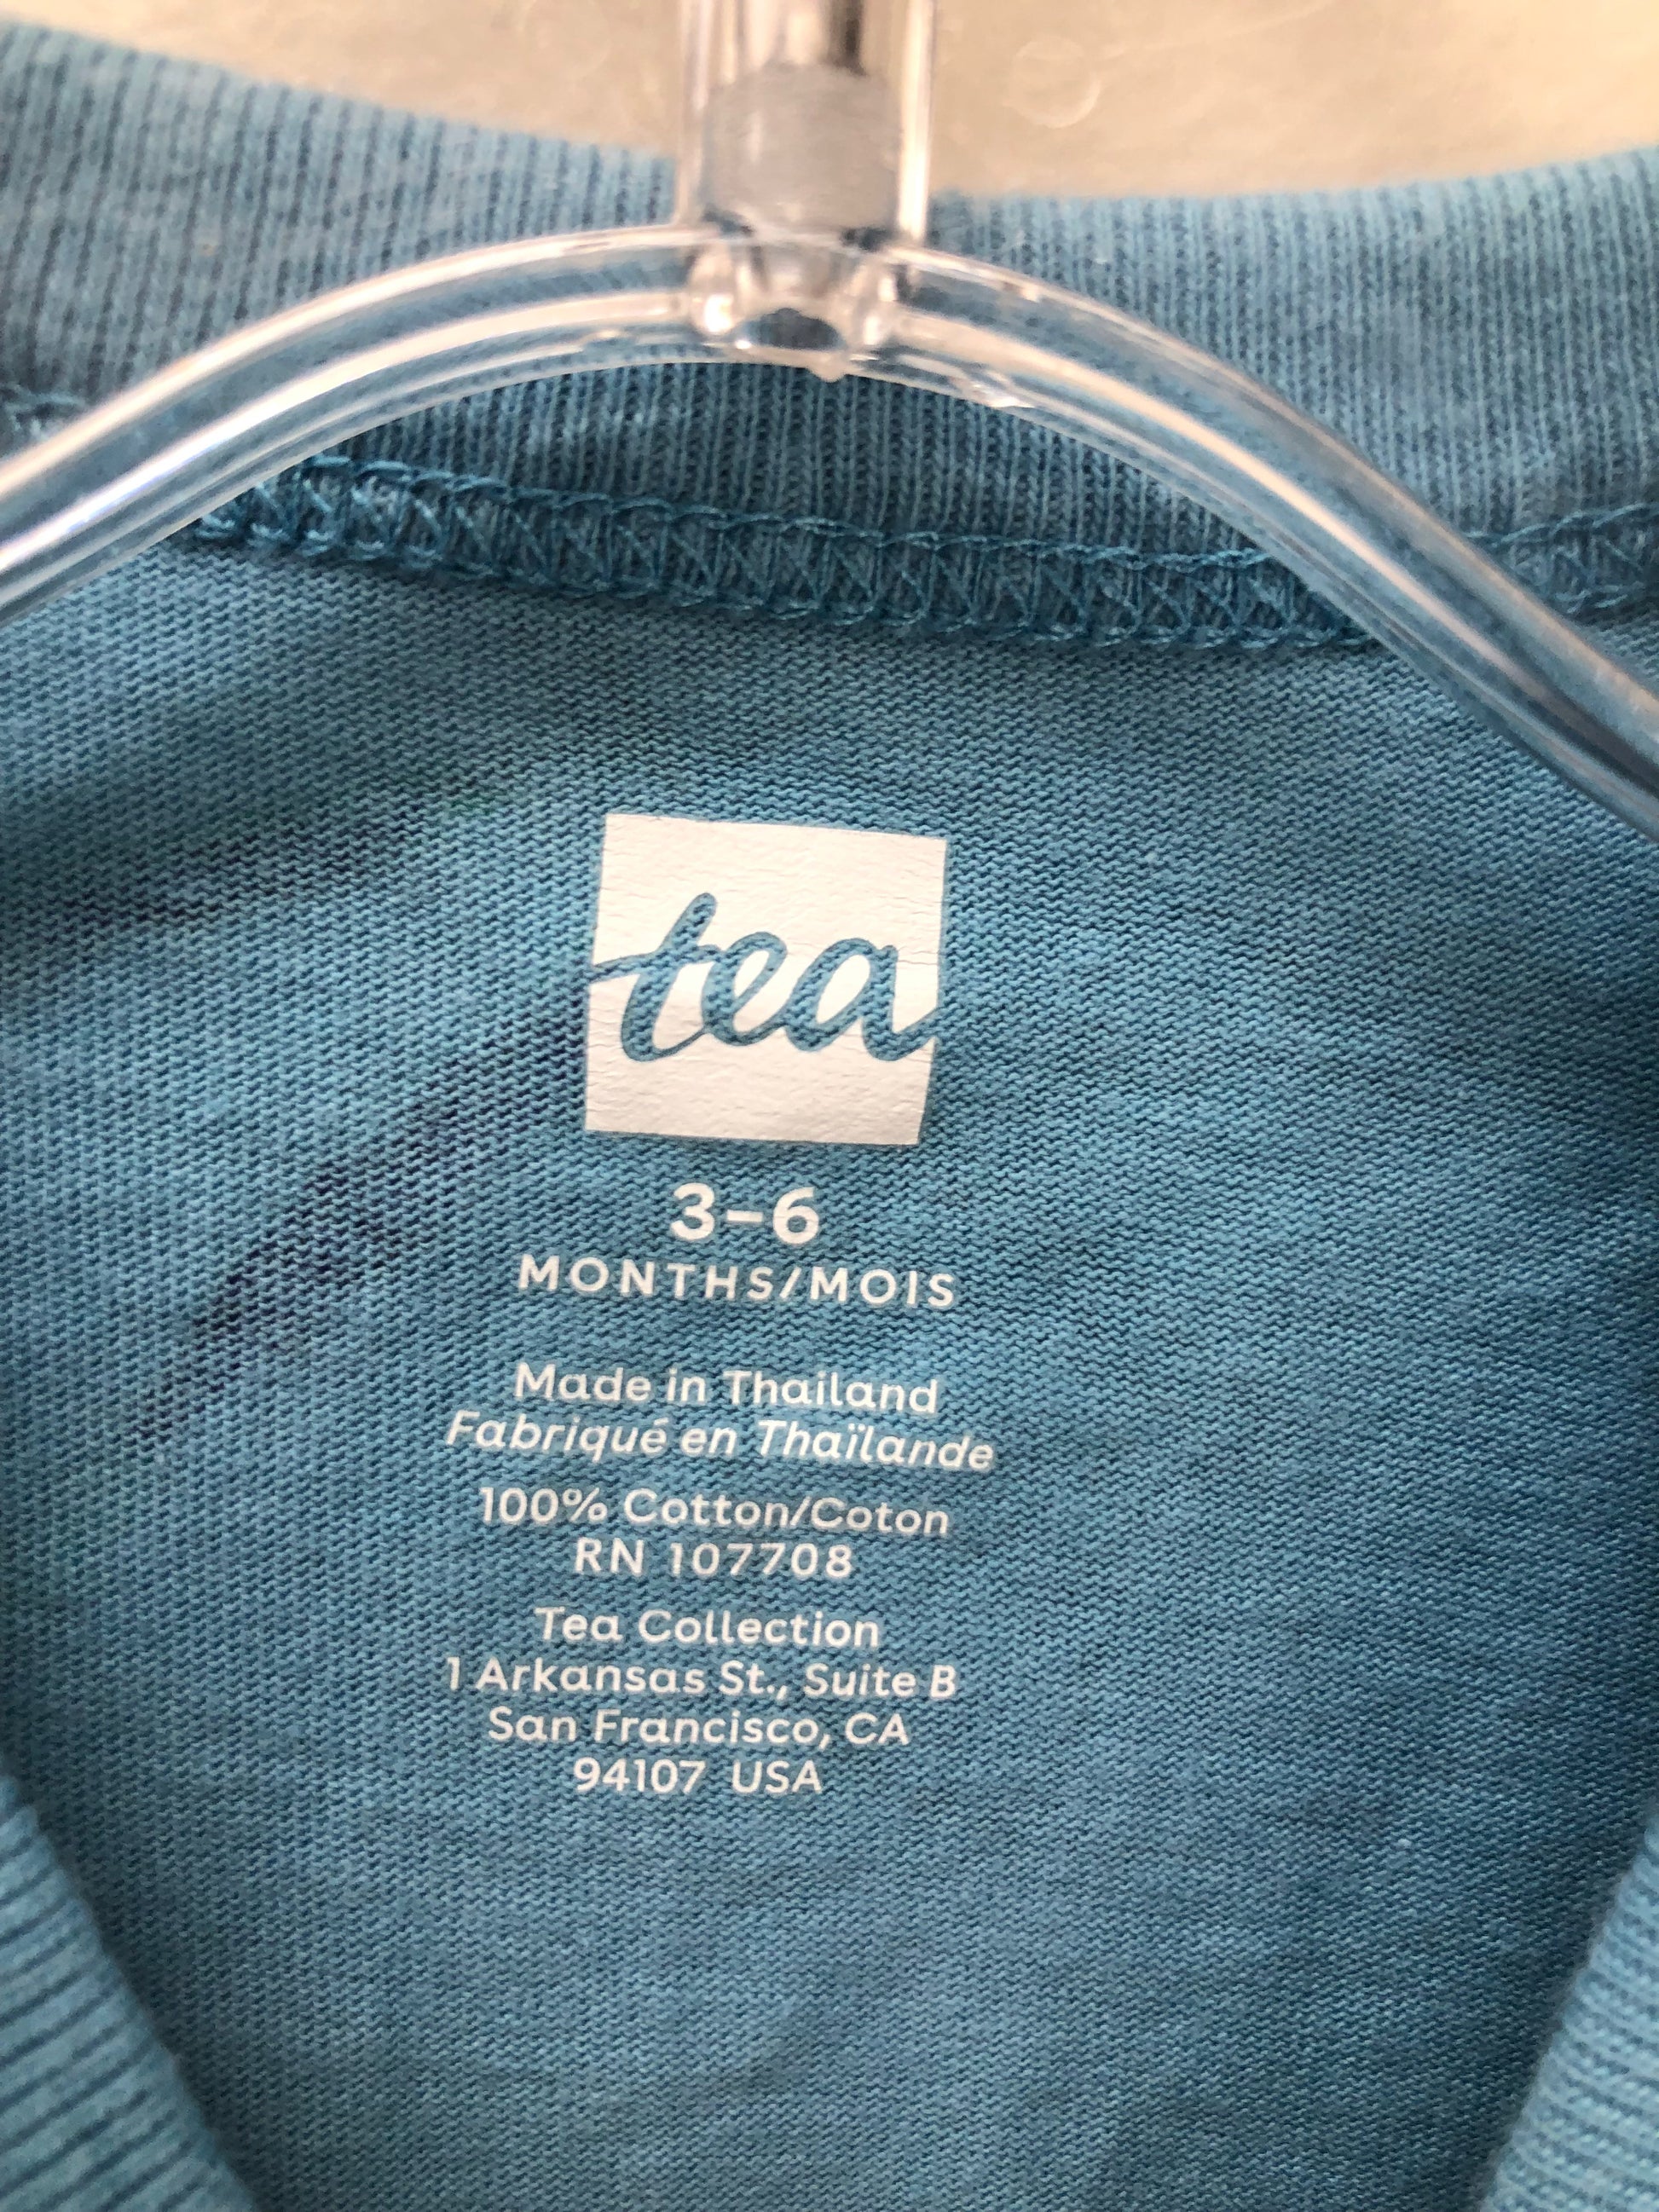 tea
3-6
MONTHS/MOIS
Made in Thailand
Fabriqué en Thaïlande
100% Cotton/Coton
RN 107708
Tea Collection
1 Arkansas St., Suite B
San Francisco, CA
94107 USA